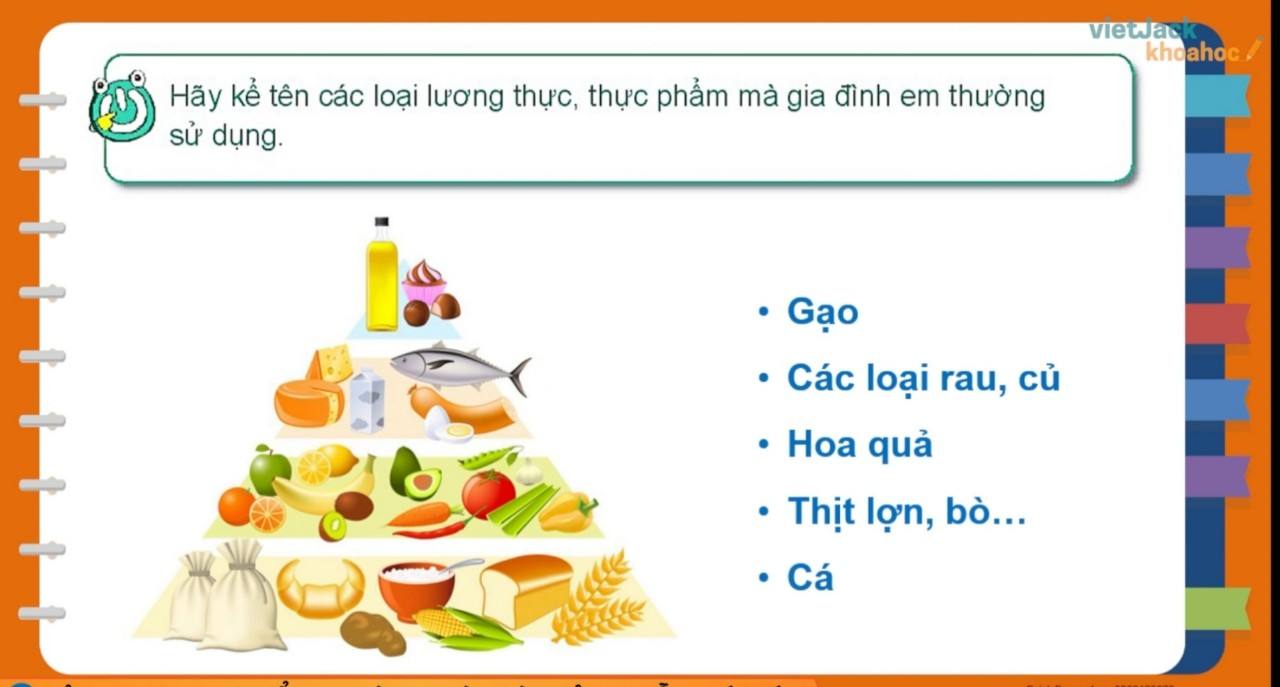 vietJack
khoahoc
Hãy kể tên các loại lương thực, thực phẩm mà gia đình em thường
sử dụng.
• Gạo
• Các loại rau, củ
• Hoa quả
• Thịt lợn, bò...
• Cá